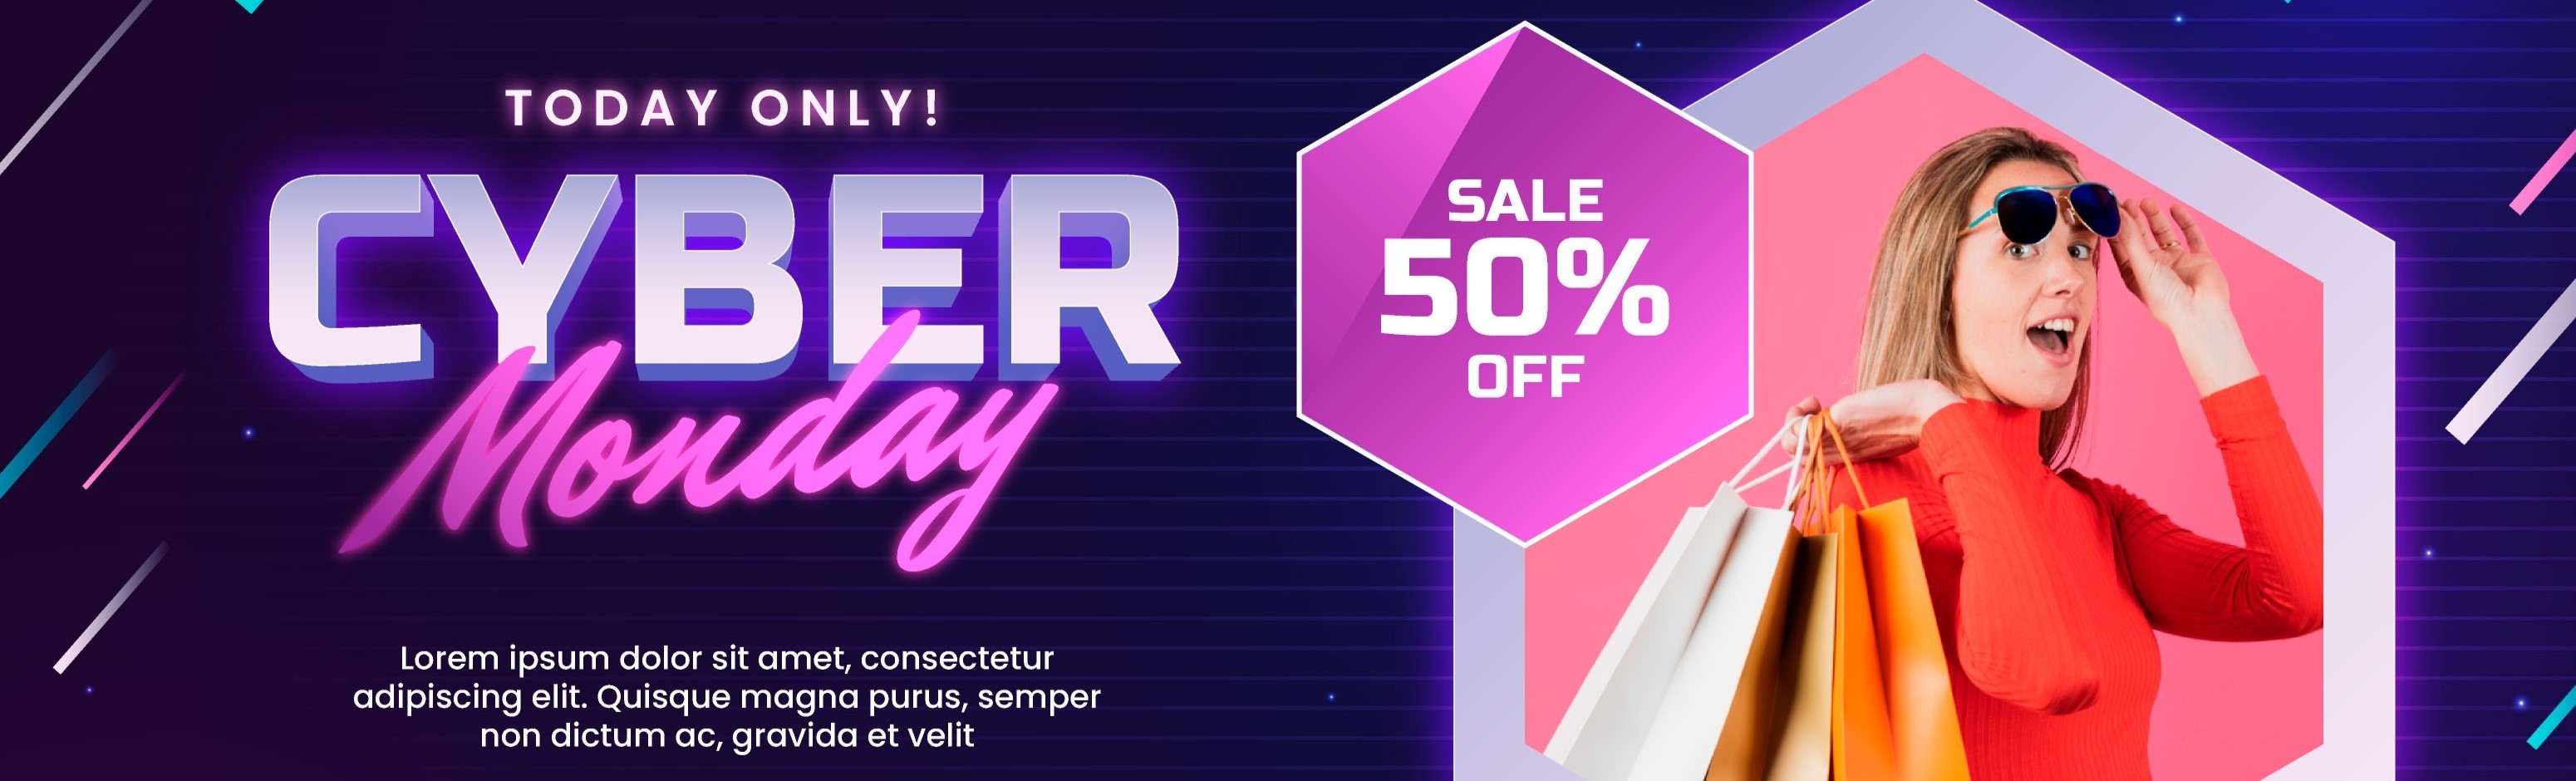 TODAY ONLY!
CYBER
Monday
Lorem ipsum dolor sit amet, consectetur
adipiscing elit. Quisque magna purus, semper
non dictum ac, gravida et velit
SALE
50%
OFF